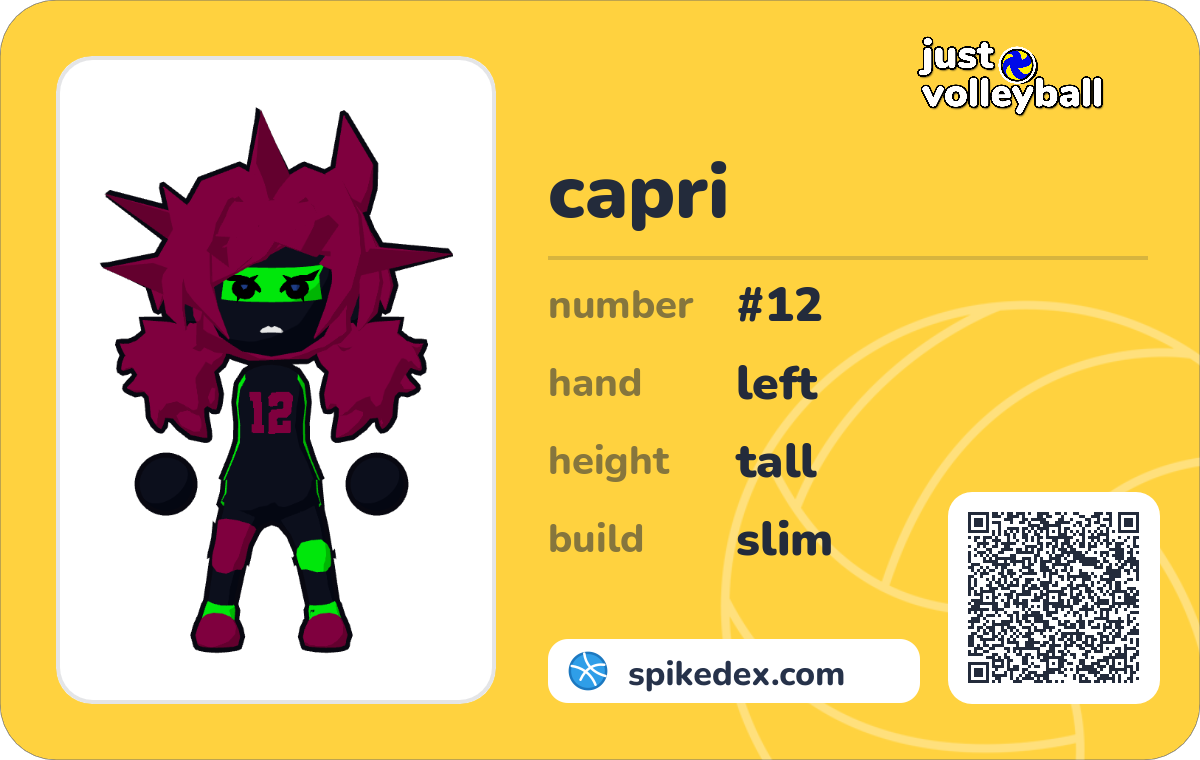 just
volleyball
capri
number #12
hand left
height tall
build slim
12
spikedex.com